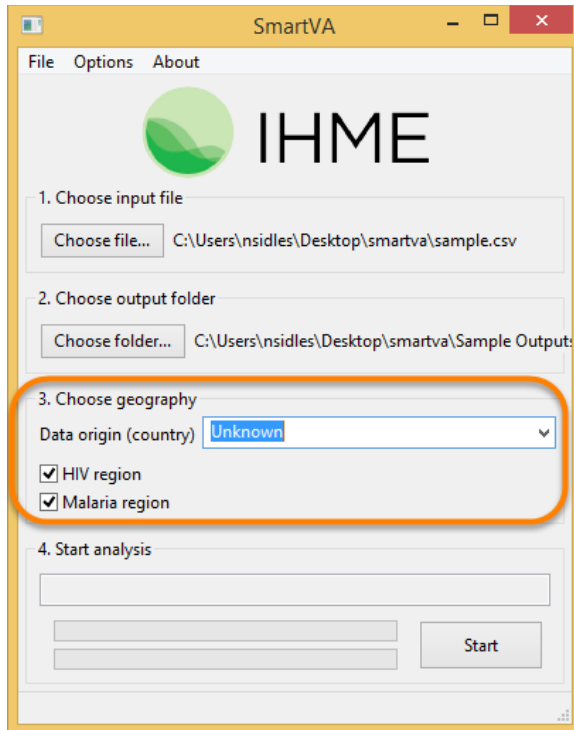 SmartVA
File Options About
IHME
1. Choose input file
Choose file... C:\Users\nsidles\Desktop\smartva\sample.csv
2. Choose output folder
Choose folder... C:\Users\nsidles\Desktop\smartva\Sample Outputs
3. Choose geography
Data origin (country) Unknown
HIV region
Malaria region
4. Start analysis
Start